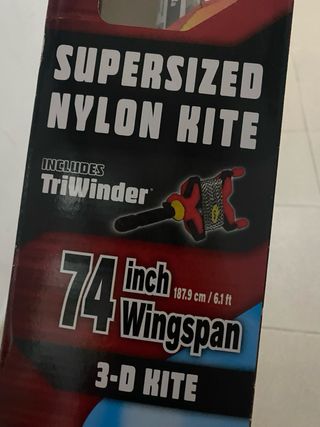 SUPERSIZED
NYLON KITE
INCLUDES
TriWinder®
74 inch
187.9 cm / 6.1 ft
Wingspan
3-D KITE